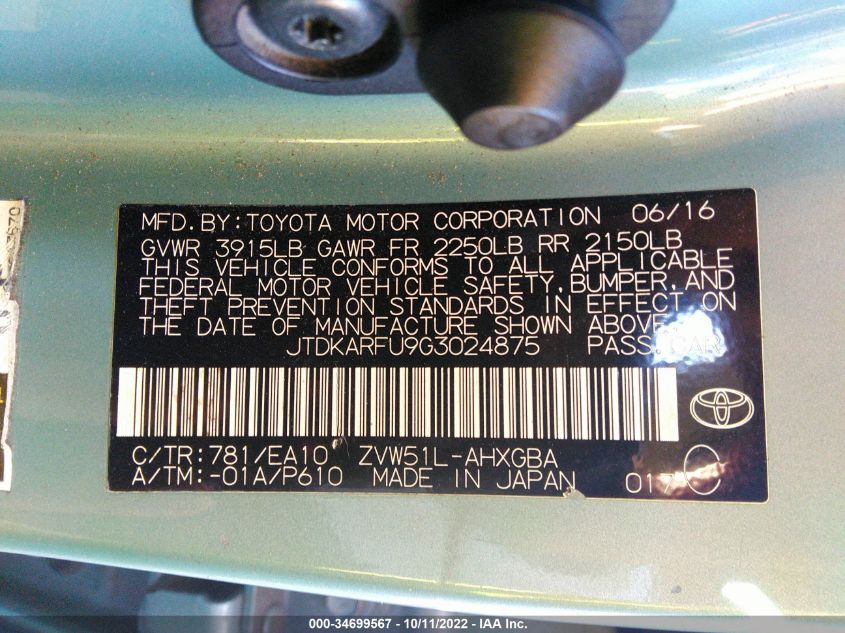 MFD.BY:TOYOTA MOTOR CORPORATION 06/16
GVWR 3915LB GAWR FR 2250LB RR 2150LB
THIS VEHICLE CONFORMS TO ALL APPLICABLE
FEDERAL MOTOR VEHICLE SAFETY,BUMPER,AND
THEFT PREVENTION STANDARDS IN EFFECT ON
THE DATE OF MANUFACTURE SHOWN ABOVE.
JTDKARFU9G3024875 PASS.CAR
C/TR:781/EA10 ZVW51L-AHXGBA
A/TM:-01A/P610 MADE IN JAPAN 017
000-34699567 - 10/11/2022 - IAA Inc.